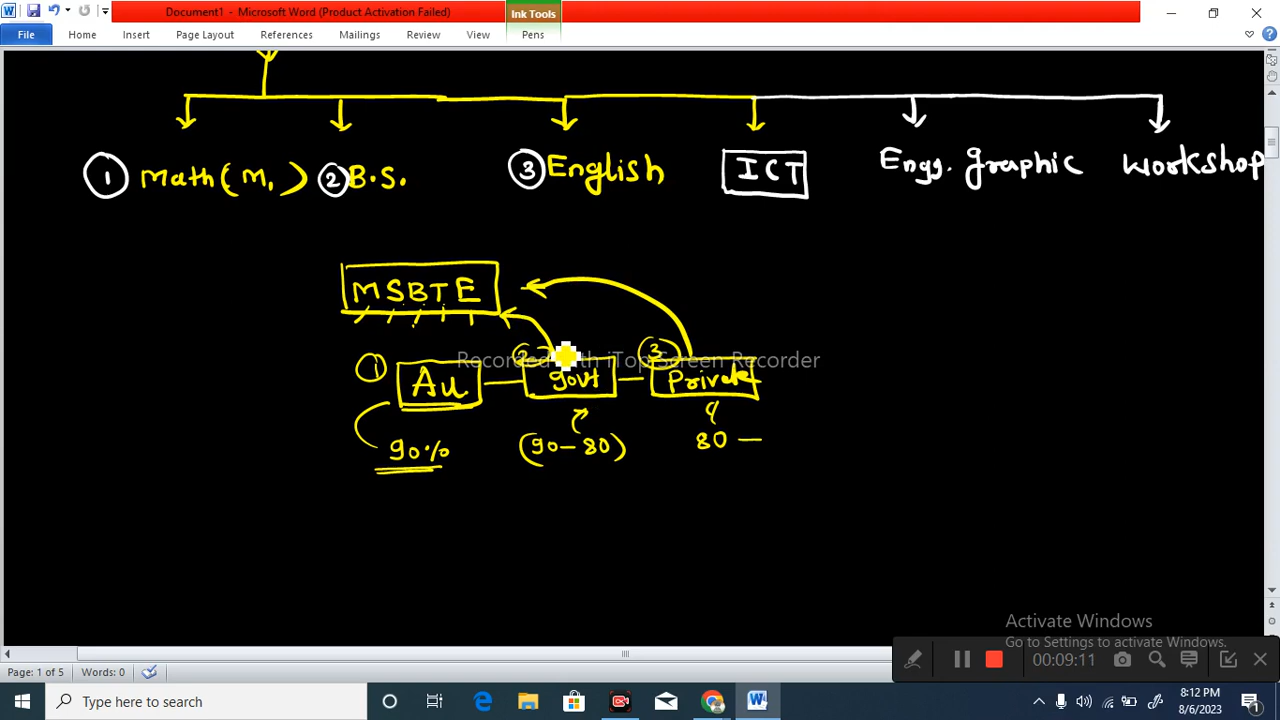 Document1 - Microsoft Word (Product Activation Failed)
Ink Tools
File Home Insert Page Layout References Mailings Review View Pens
① Math (M₁) ② B.S. ③ English ICT Engg. graphic Workshop
MSBTE
① Au ② govt ③ Private
Recorded with iTop Screen Recorder
90% (90-80) 80 -
Activate Windows
Go to Settings to activate Windows.
00:09:11
Page: 1 of 5 Words: 0
Type here to search
8:12 PM
8/6/2023